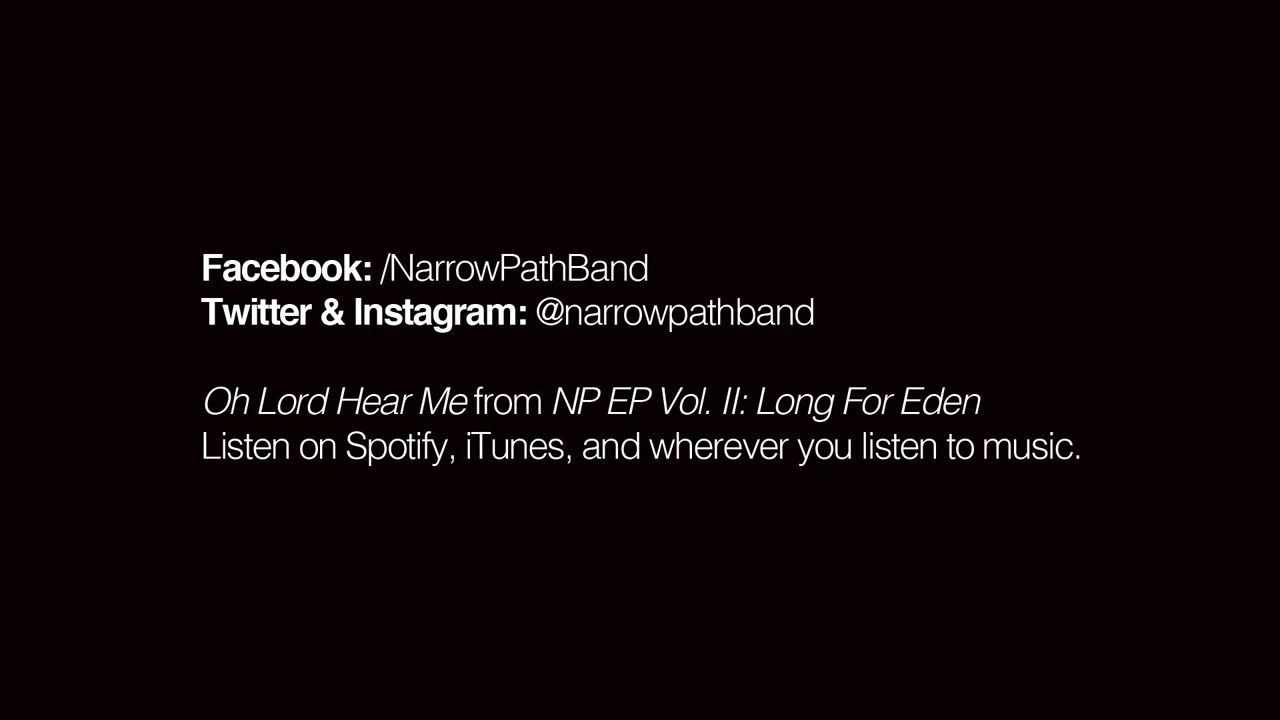 Facebook: /NarrowPathBand
Twitter & Instagram: @narrowpathband
Oh Lord Hear Me from NP EP Vol. II: Long For Eden
Listen on Spotify, iTunes, and wherever you listen to music.